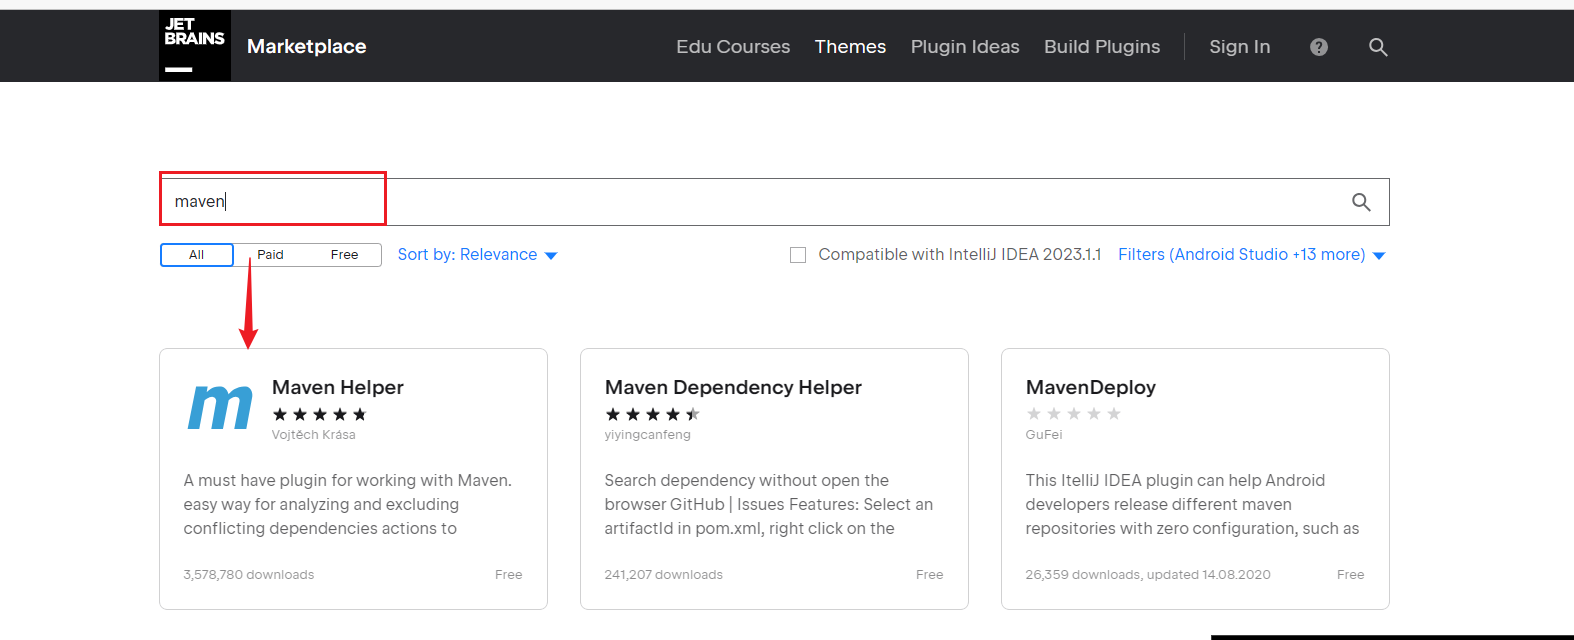 JET
BRAINS
Marketplace
Edu Courses
Themes
Plugin Ideas
Build Plugins
Sign In
?
maven
All
Paid
Free
Sort by: Relevance
Compatible with IntelliJ IDEA 2023.1.1
Filters (Android Studio +13 more)
m
Maven Helper
Vojtěch Krása
A must have plugin for working with Maven.
easy way for analyzing and excluding
conflicting dependencies actions to
3,578,780 downloads
Free
Maven Dependency Helper
yiyingcanfeng
Search dependency without open the
browser GitHub | Issues Features: Select an
artifactId in pom.xml, right click on the
241,207 downloads
Free
MavenDeploy
GuFei
This ItelliJ IDEA plugin can help Android
developers release different maven
repositories with zero configuration, such as
26,359 downloads, updated 14.08.2020
Free